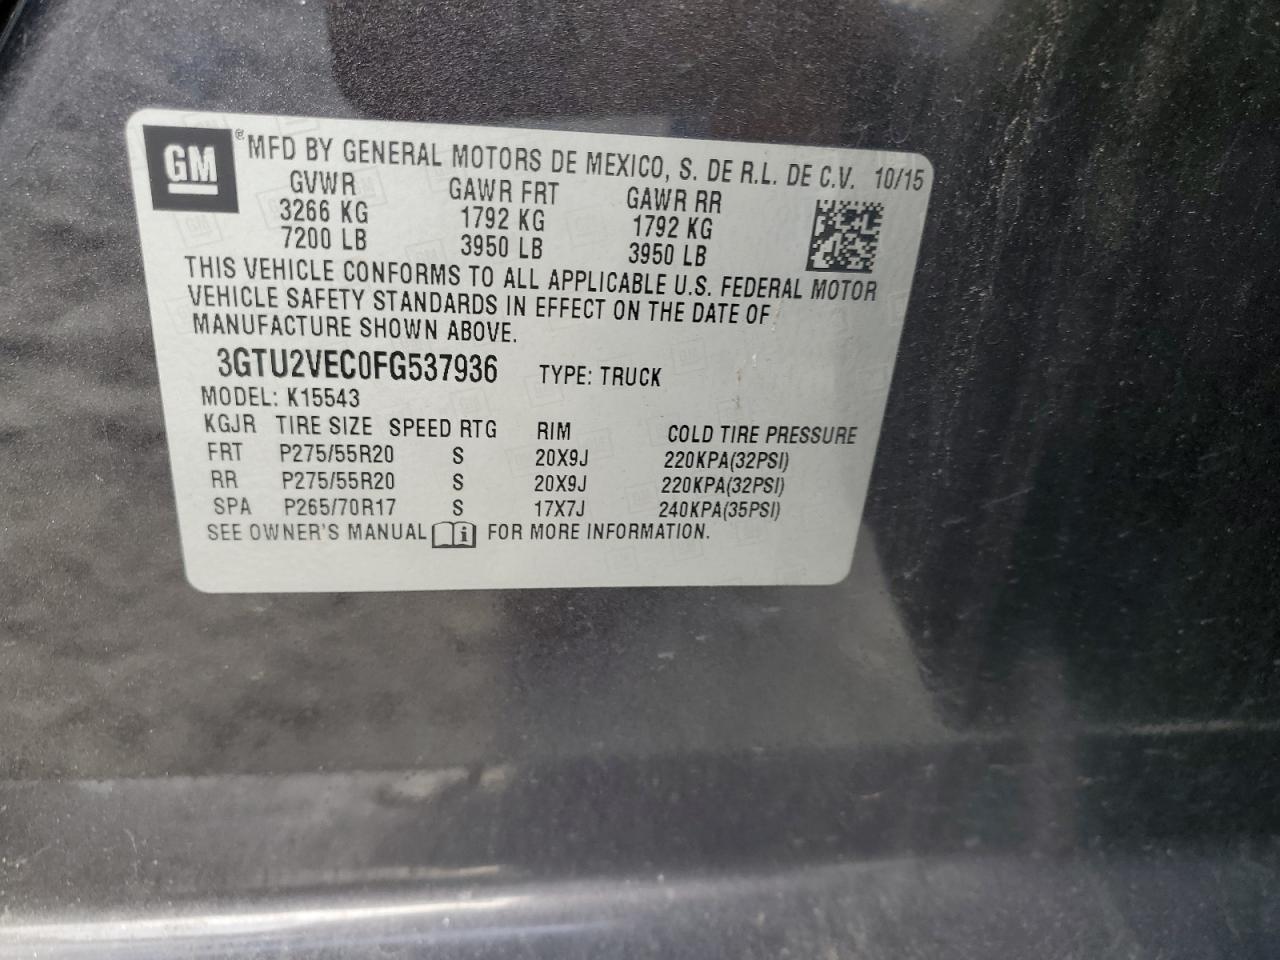 GM ® MFD BY GENERAL MOTORS DE MEXICO, S. DE R.L. DE C.V. 10/15
GVWR GAWR FRT GAWR RR
3266 KG 1792 KG 1792 KG
7200 LB 3950 LB 3950 LB
THIS VEHICLE CONFORMS TO ALL APPLICABLE U.S. FEDERAL MOTOR
VEHICLE SAFETY STANDARDS IN EFFECT ON THE DATE OF
MANUFACTURE SHOWN ABOVE.
3GTU2VEC0FG537936 TYPE: TRUCK
MODEL: K15543
KGJR TIRE SIZE SPEED RTG RIM COLD TIRE PRESSURE
FRT P275/55R20 S 20X9J 220KPA(32PSI)
RR P275/55R20 S 20X9J 220KPA(32PSI)
SPA P265/70R17 S 17X7J 240KPA(35PSI)
SEE OWNER'S MANUAL i FOR MORE INFORMATION.